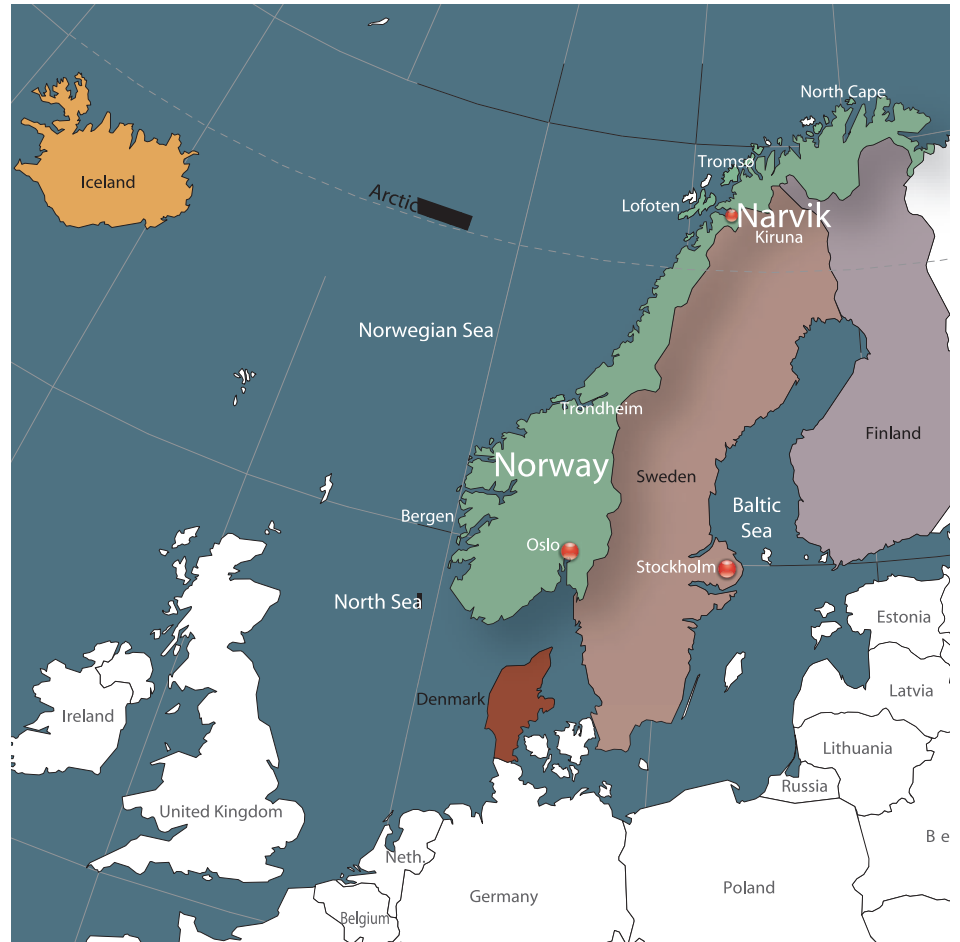 North Cape
Tromsø
Iceland
Arctic
Lofoten
Narvik
Kiruna
Norwegian Sea
Trondheim
Finland
Norway
Sweden
Baltic
Sea
Bergen
Oslo
Stockholm
North Sea
Estonia
Denmark
Latvia
Ireland
Lithuania
Russia
United Kingdom
B e
Neth.
Poland
Germany
Belgium